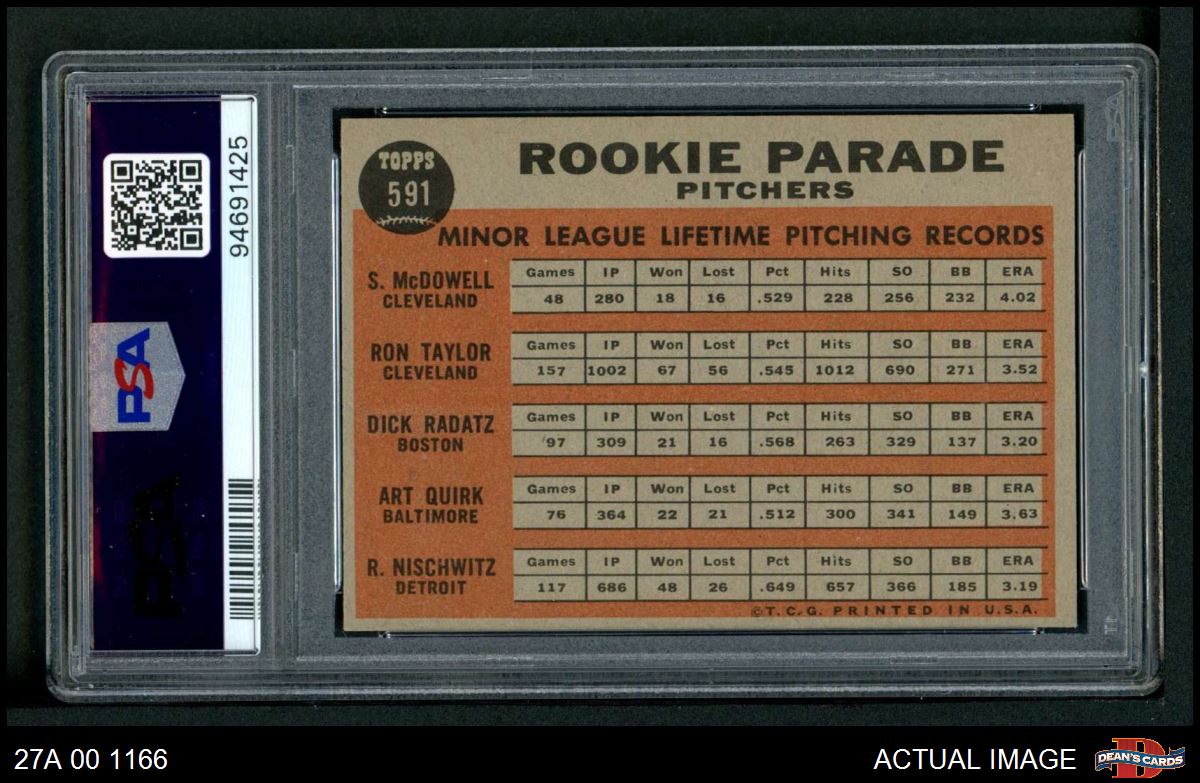 94691425
PSA
PSA
TOPPS
591
ROOKIE PARADE
PITCHERS
MINOR LEAGUE LIFETIME PITCHING RECORDS
S. McDOWELL
CLEVELAND
Games IP Won Lost Pct Hits SO BB ERA
48 280 18 16 .529 228 256 232 4.02
RON TAYLOR
CLEVELAND
Games IP Won Lost Pct Hits SO BB ERA
157 1002 67 56 .545 1012 690 271 3.52
DICK RADATZ
BOSTON
Games IP Won Lost Pct Hits SO BB ERA
97 309 21 16 .568 263 329 137 3.20
ART QUIRK
BALTIMORE
Games IP Won Lost Pct Hits SO BB ERA
76 364 22 21 .512 300 341 149 3.63
R. NISCHWITZ
DETROIT
Games IP Won Lost Pct Hits SO BB ERA
117 686 48 26 .649 657 366 185 3.19
©T.C.G. PRINTED IN U.S.A.
27A 00 1166
ACTUAL IMAGE
DEAN'S CARDS